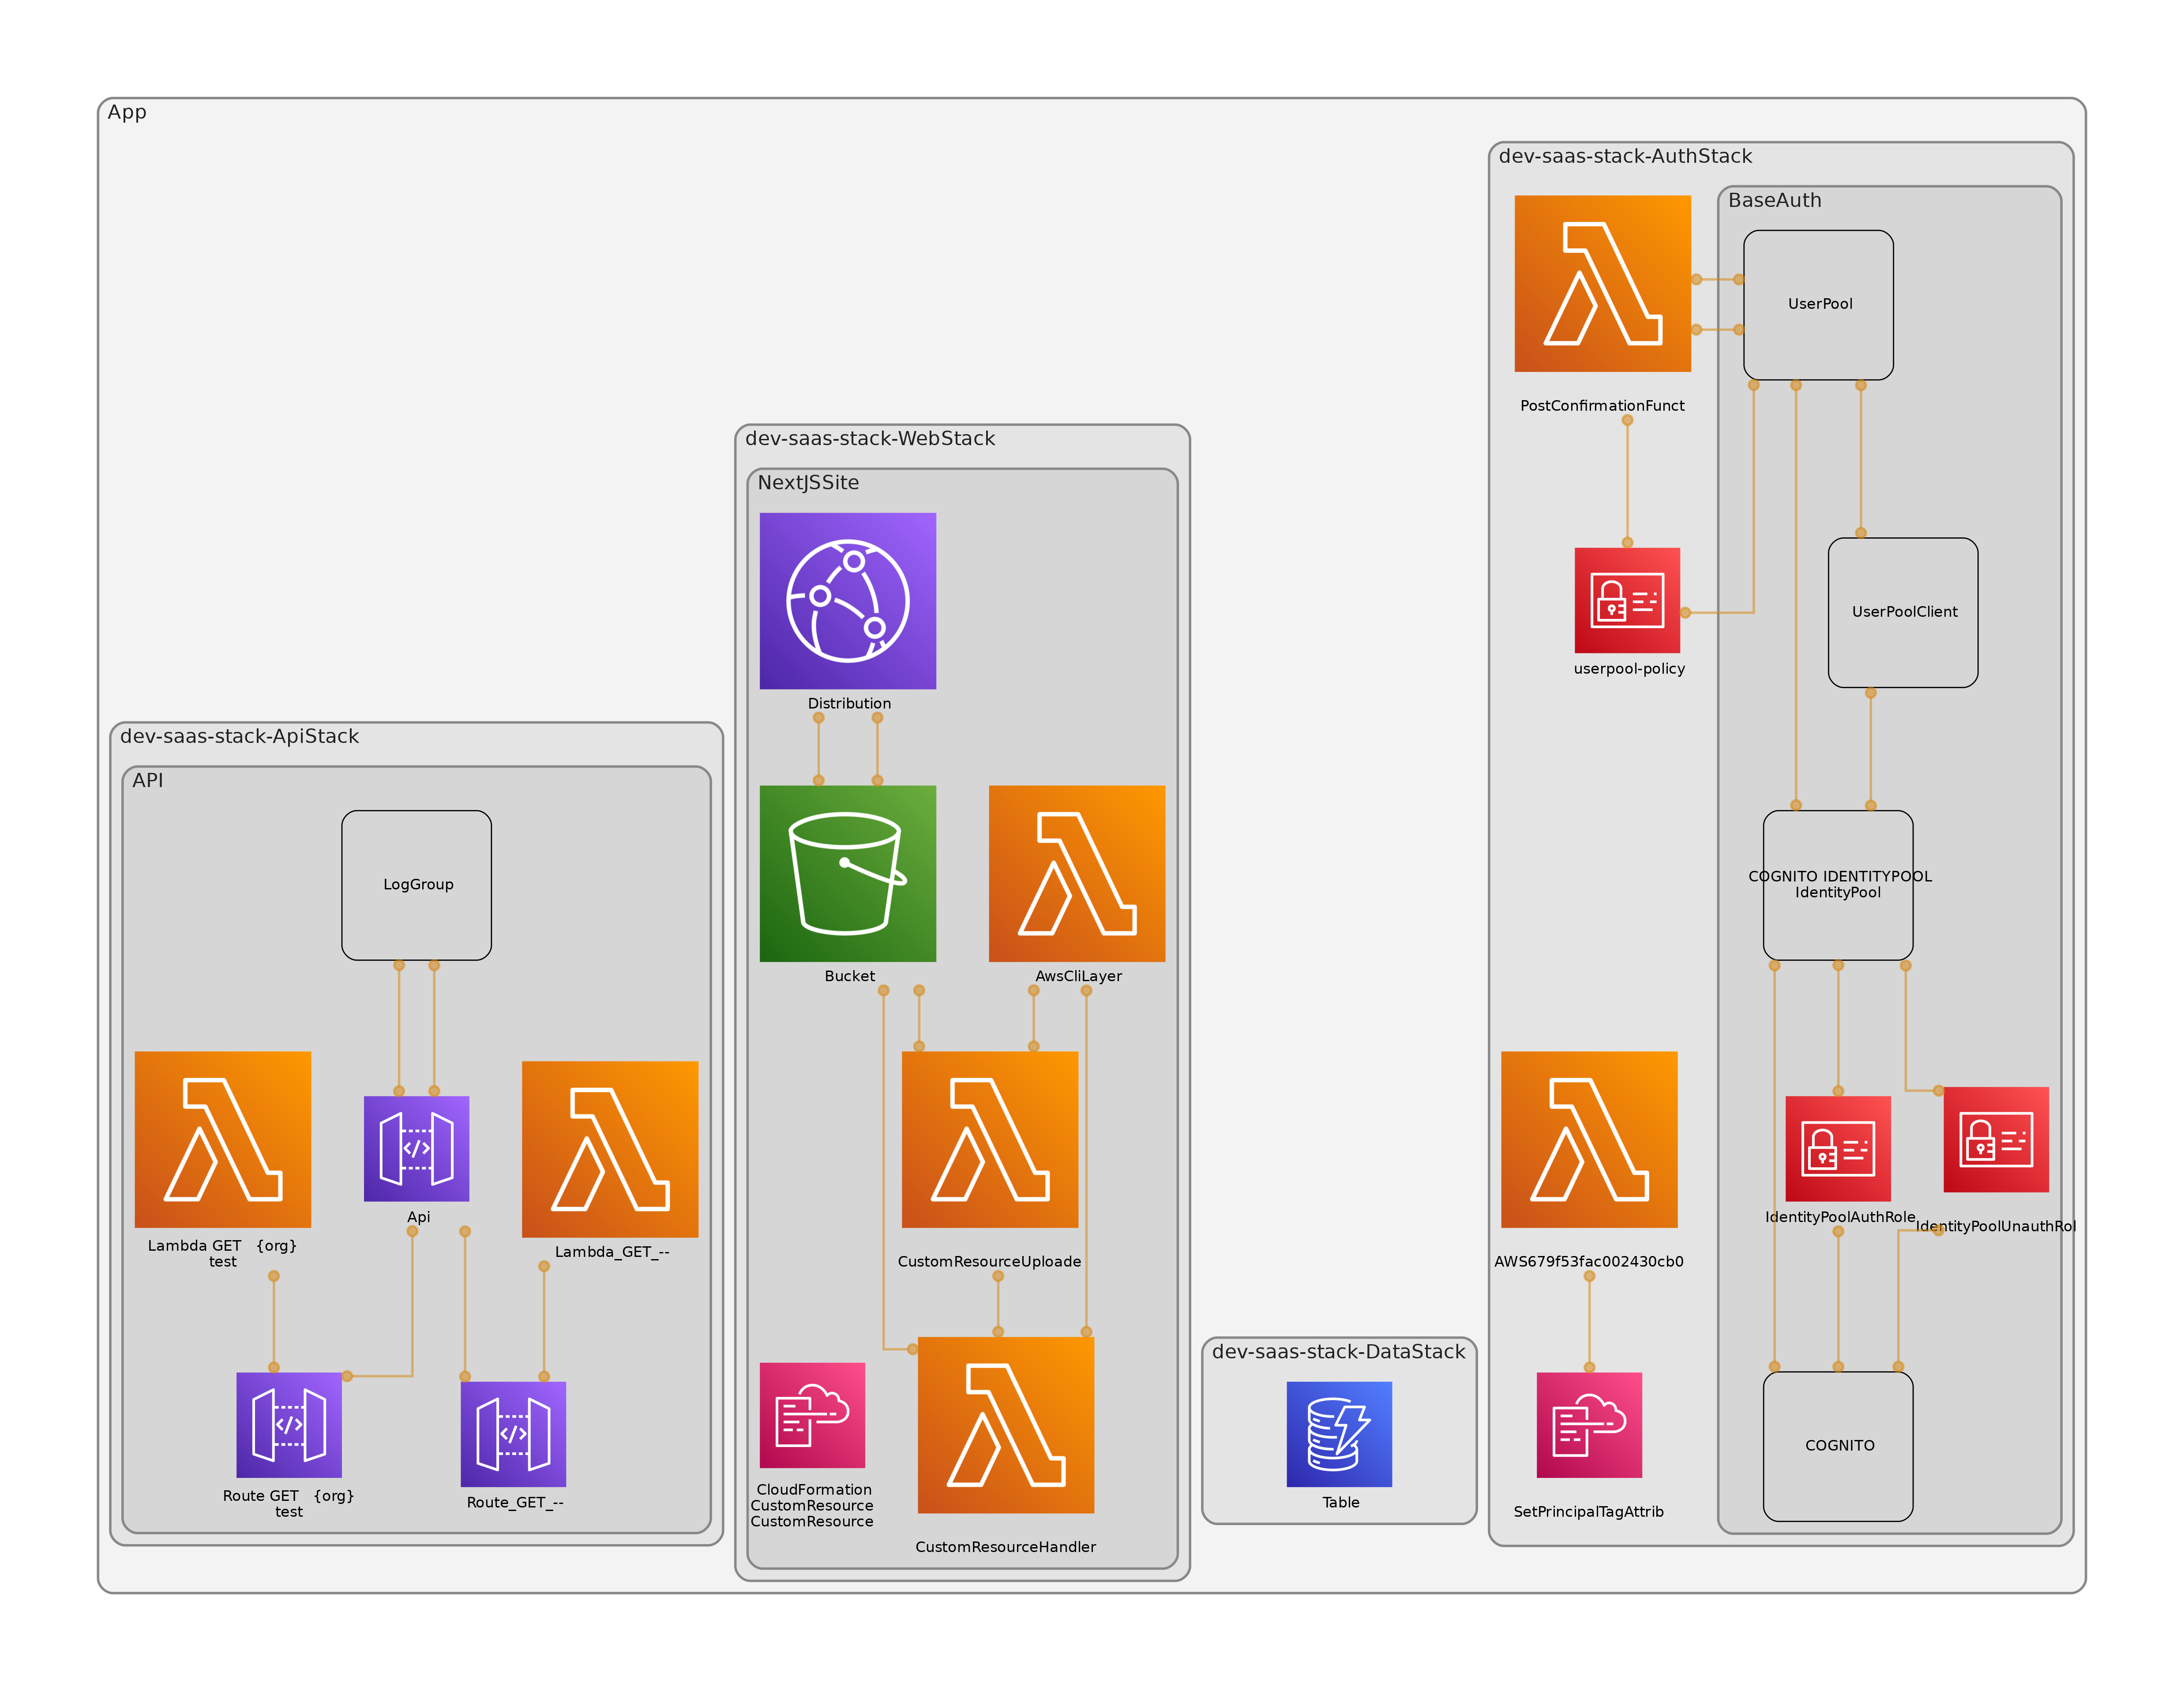 App
dev-saas-stack-AuthStack
BaseAuth
UserPool
PostConfirmationFunct
userpool-policy
UserPoolClient
COGNITO IDENTITYPOOL
IdentityPool
IdentityPoolAuthRole
IdentityPoolUnauthRol
AWS679f53fac002430cb0
SetPrincipalTagAttrib
COGNITO
dev-saas-stack-WebStack
NextJSSite
Distribution
Bucket
AwsCliLayer
CustomResourceUploade
CloudFormation
CustomResource
CustomResource
CustomResourceHandler
dev-saas-stack-DataStack
Table
dev-saas-stack-ApiStack
API
LogGroup
Lambda GET {org}
test
Api
Lambda_GET_--
Route GET {org}
test
Route_GET_--